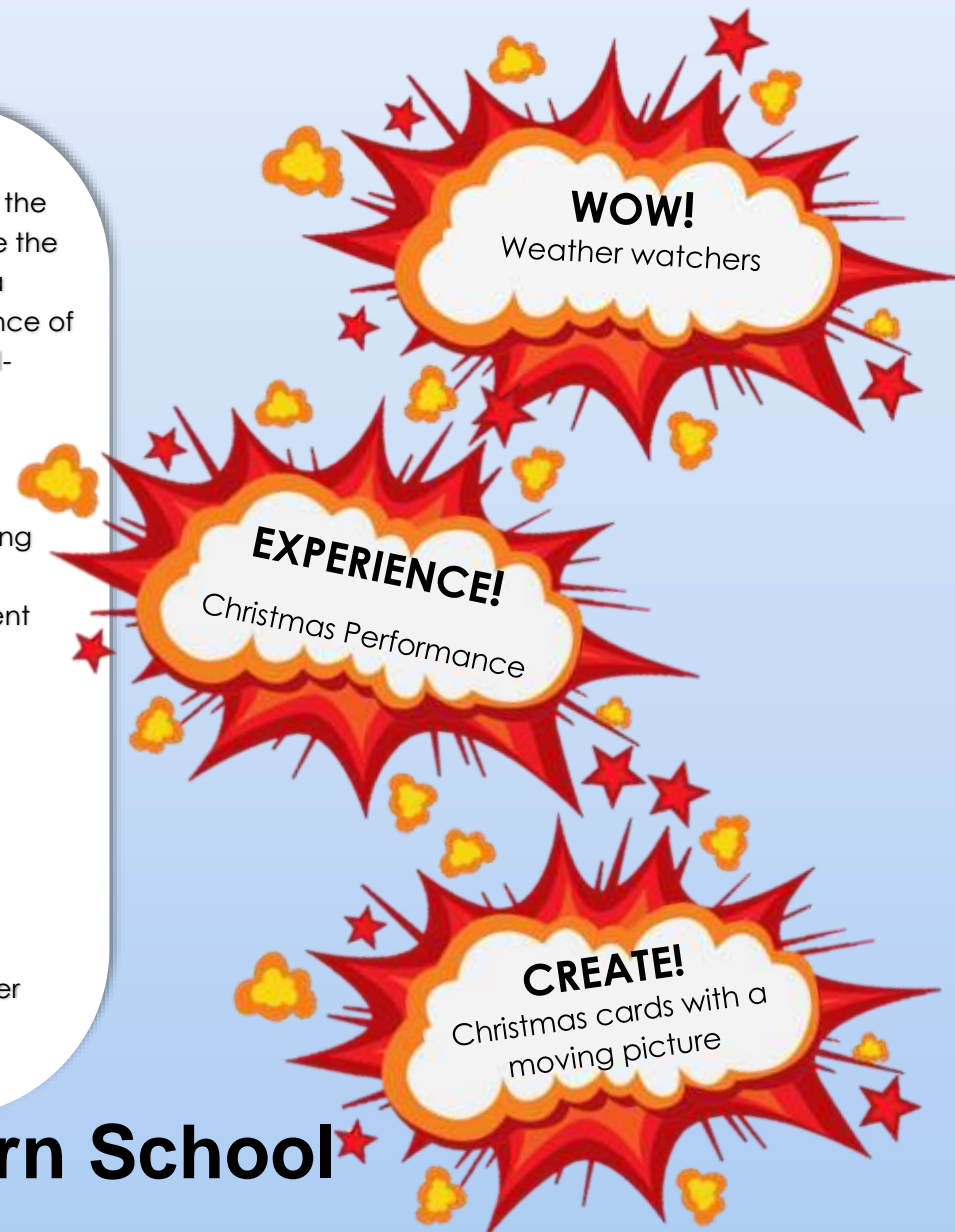 the
the
nce of
ng
ent
er
WOW!
Weather watchers
EXPERIENCE!
Christmas Performance
CREATE!
Christmas cards with a
moving picture
rn School